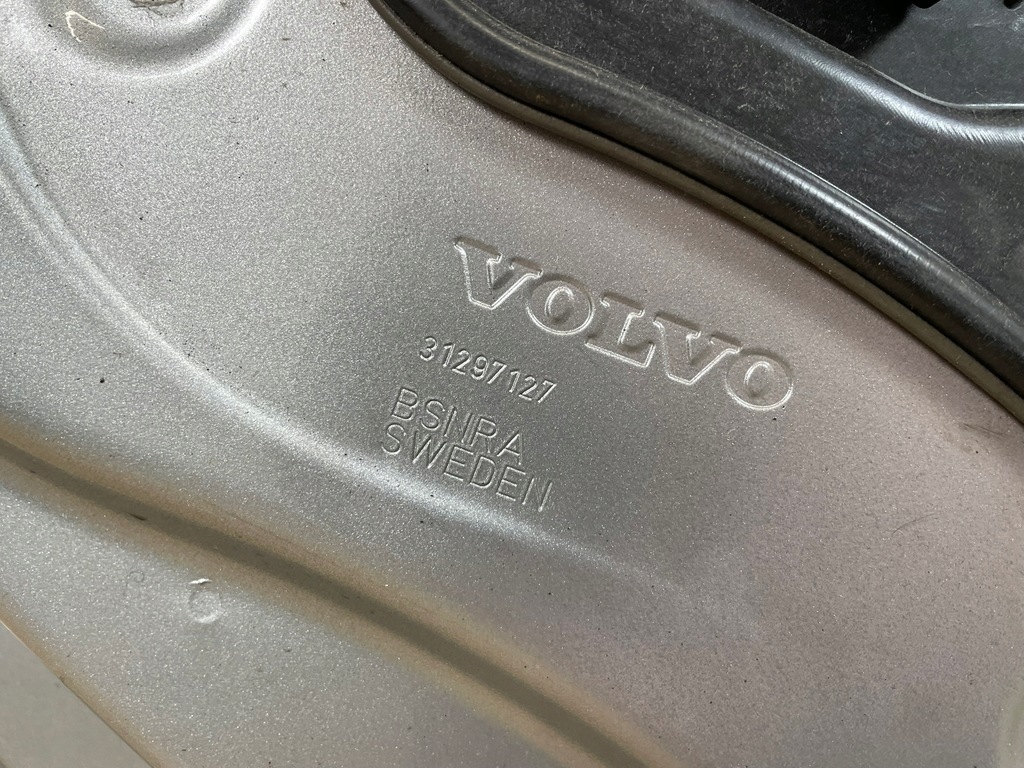 VOLVO
31297127
BSNRA
SWEDEN